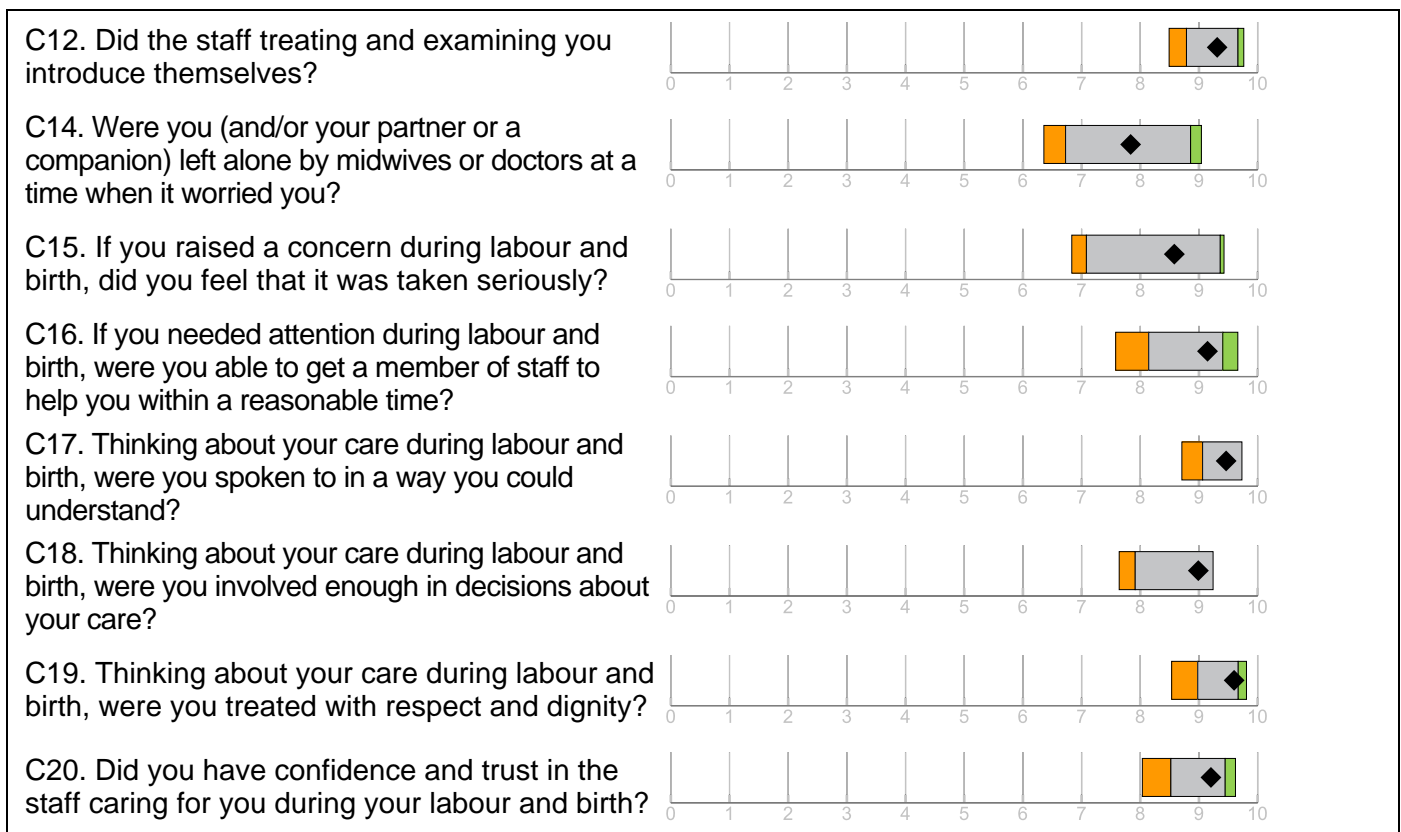 C12. Did the staff treating and examining you
introduce themselves?
0 1 2 3 4 5 6 7 8 9 10
C14. Were you (and/or your partner or a
companion) left alone by midwives or doctors at a
time when it worried you?
0 1 2 3 4 5 6 7 8 9 10
C15. If you raised a concern during labour and
birth, did you feel that it was taken seriously?
0 1 2 3 4 5 6 7 8 9 10
C16. If you needed attention during labour and
birth, were you able to get a member of staff to
help you within a reasonable time?
0 1 2 3 4 5 6 7 8 9 10
C17. Thinking about your care during labour and
birth, were you spoken to in a way you could
understand?
0 1 2 3 4 5 6 7 8 9 10
C18. Thinking about your care during labour and
birth, were you involved enough in decisions about
your care?
0 1 2 3 4 5 6 7 8 9 10
C19. Thinking about your care during labour and
birth, were you treated with respect and dignity?
0 1 2 3 4 5 6 7 8 9 10
C20. Did you have confidence and trust in the
staff caring for you during your labour and birth?
0 1 2 3 4 5 6 7 8 9 10